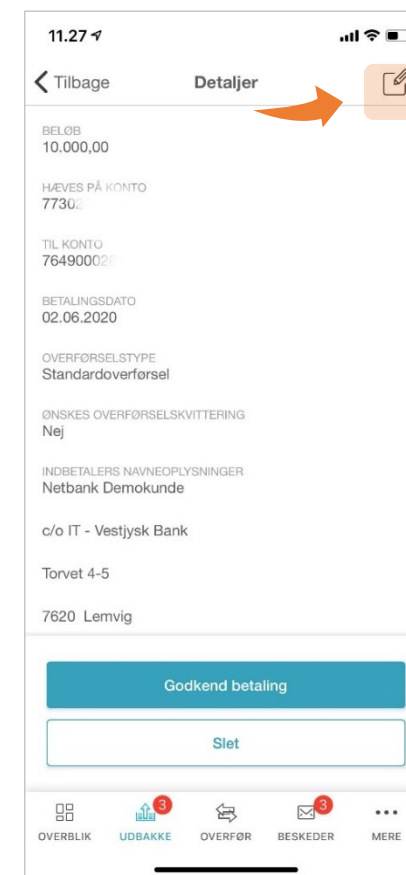 11.27
Tilbage
Detaljer
BELØB
10.000,00
HÆVES PÅ KONTO
7730
TIL KONTO
76490002
BETALINGSDATO
02.06.2020
OVERFØRSELSTYPE
Standardoverførsel
ØNSKES OVERFØRSELSKVITTERING
Nej
INDBETALERS NAVNEOPLYSNINGER
Netbank Demokunde
c/o IT - Vestjysk Bank
Torvet 4-5
7620 Lemvig
Godkend betaling
Slet
3
3
OVERBLIK UDBAKKE OVERFØR BESKEDER MERE